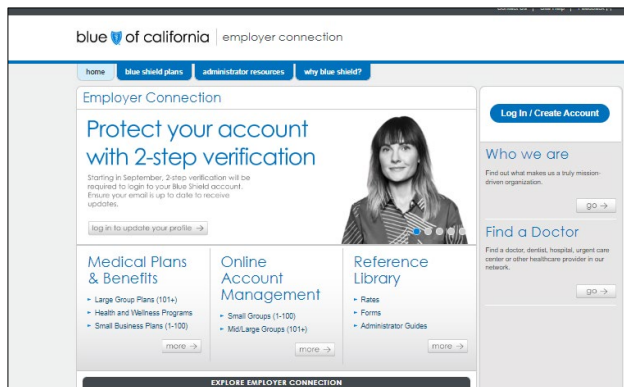 Contact Us | Site Help | Feedback
blue of california | employer connection
home
blue shield plans
administrator resources
why blue shield?
Employer Connection
Protect your account
with 2-step verification
Starting in September, 2-step verification will
be required to login to your Blue Shield account.
Ensure your email is up to date to receive
updates.
log in to update your profile →
Log In / Create Account
Who we are
Find out what makes us a truly mission-
driven organization.
go →
Find a Doctor
Find a doctor, dentist, hospital, urgent care
center or other healthcare provider in our
network.
go →
Medical Plans
& Benefits
Large Group Plans (101+)
Health and Wellness Programs
Small Business Plans (1-100)
more →
Online
Account
Management
Small Groups (1-100)
Mid/Large Groups (101+)
more →
Reference
Library
Rates
Forms
Administrator Guides
more →
EXPLORE EMPLOYER CONNECTION